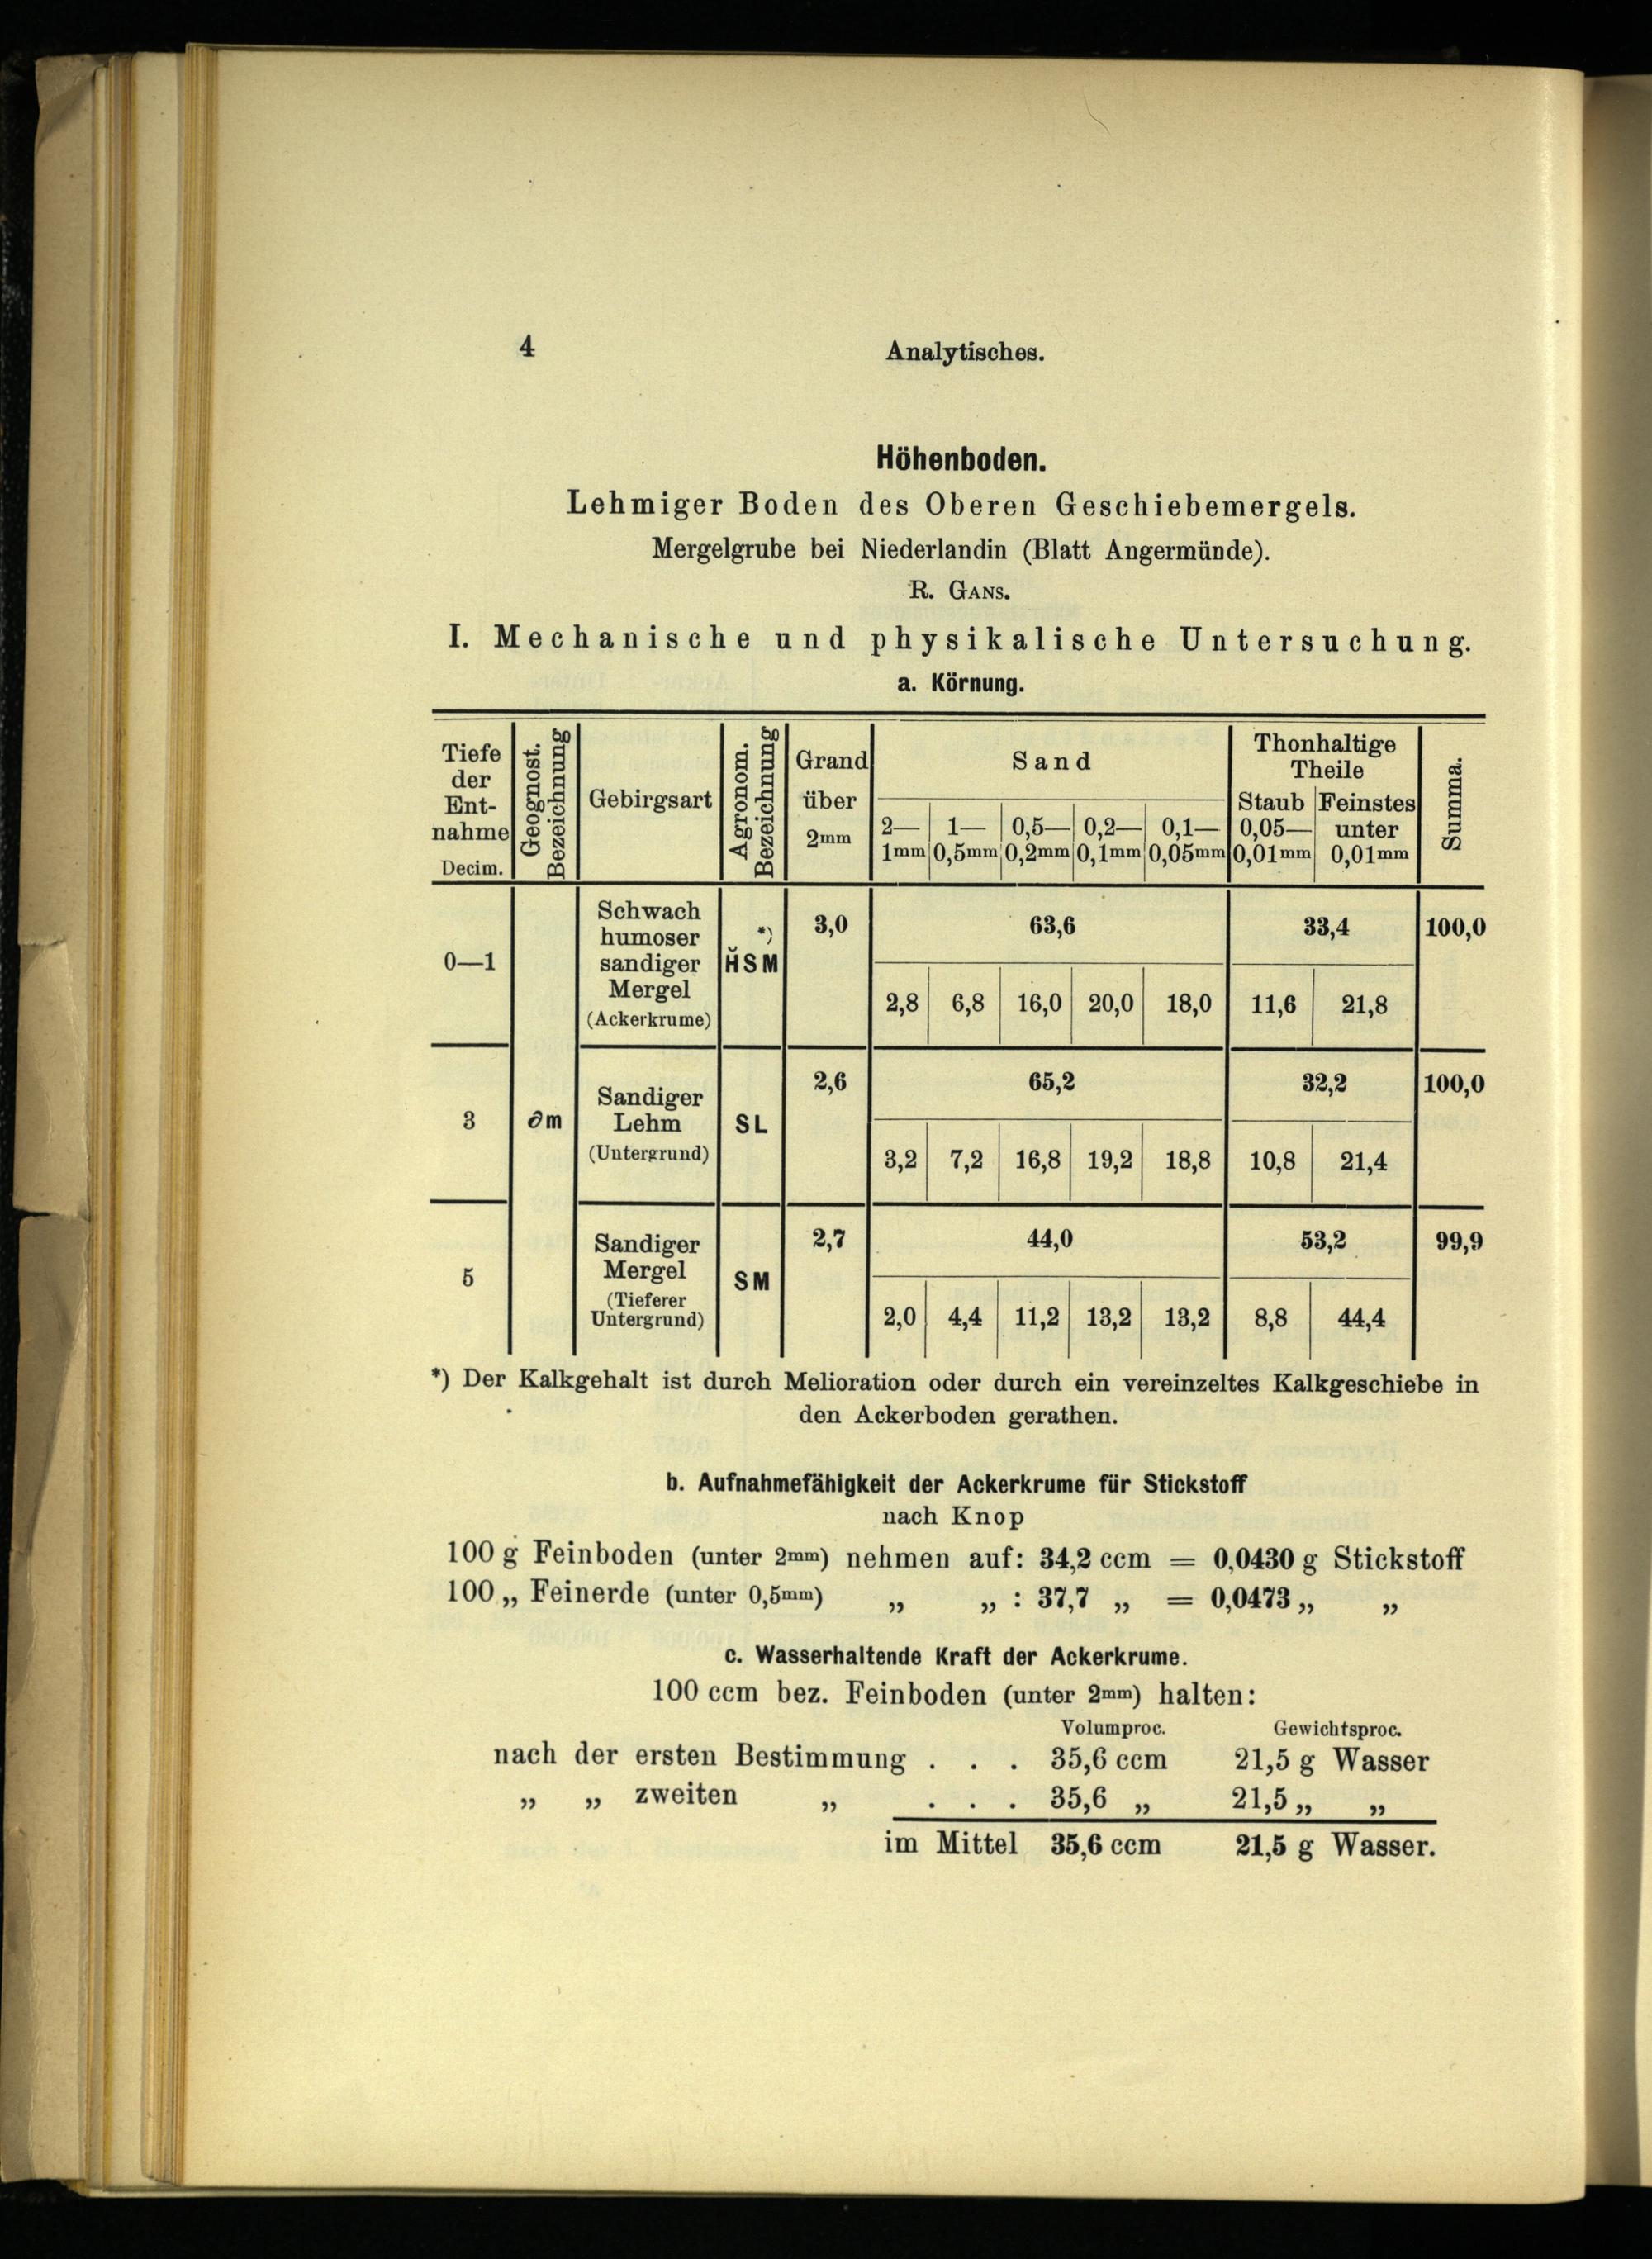 4 Analytisches.
Höhenboden.
Lehmiger Boden des Oberen Geschiebemergels.
Mergelgrube bei Niederlandin (Blatt Angermünde).
R. Gans.
I. Mechanische und physikalische Untersuchung.
a. Körnung.
Tiefe der Ent- nahme Decim. Geognost. Bezeichnung Gebirgsart Agronom. Bezeichnung Grand über 2mm Sand Thonhaltige Theile Summa.
Staub Feinstes
2— 1— 0,5— 0,2— 0,1— 0,05— unter
1mm 0,5mm 0,2mm 0,1mm 0,05mm 0,01mm 0,01mm
0—1 Schwach humoser sandiger Mergel (Ackerkrume) *) H̆SM 3,0 63,6 33,4 100,0
2,8 6,8 16,0 20,0 18,0 11,6 21,8
3 ∂m Sandiger Lehm (Untergrund) SL 2,6 65,2 32,2 100,0
3,2 7,2 16,8 19,2 18,8 10,8 21,4
5 Sandiger Mergel (Tieferer Untergrund) SM 2,7 44,0 53,2 99,9
2,0 4,4 11,2 13,2 13,2 8,8 44,4
*) Der Kalkgehalt ist durch Melioration oder durch ein vereinzeltes Kalkgeschiebe in
den Ackerboden gerathen.
b. Aufnahmefähigkeit der Ackerkrume für Stickstoff
nach Knop
100 g Feinboden (unter 2mm) nehmen auf: 34,2 ccm = 0,0430 g Stickstoff
100 „ Feinerde (unter 0,5mm) „ „ : 37,7 „ = 0,0473 „ „
c. Wasserhaltende Kraft der Ackerkrume.
100 ccm bez. Feinboden (unter 2mm) halten:
Volumproc. Gewichtsproc.
nach der ersten Bestimmung . . . 35,6 ccm 21,5 g Wasser
„ „ zweiten „ . . . 35,6 „ 21,5 „ „
im Mittel 35,6 ccm 21,5 g Wasser.